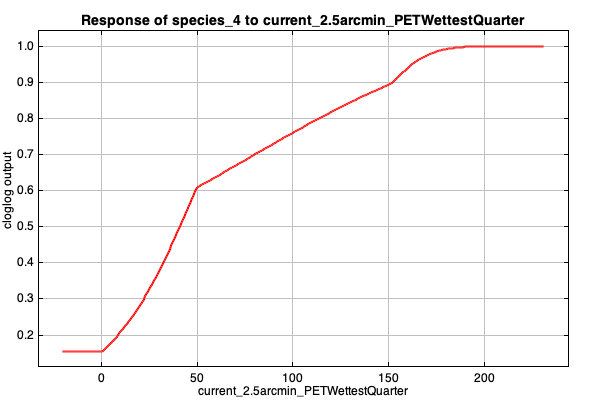 Response of species_4 to current_2.5arcmin_PETWettestQuarter
1.0
0.9
0.8
0.7
0.6
0.5
0.4
0.3
0.2
cloglog output
0 50 100 150 200
current_2.5arcmin_PETWettestQuarter